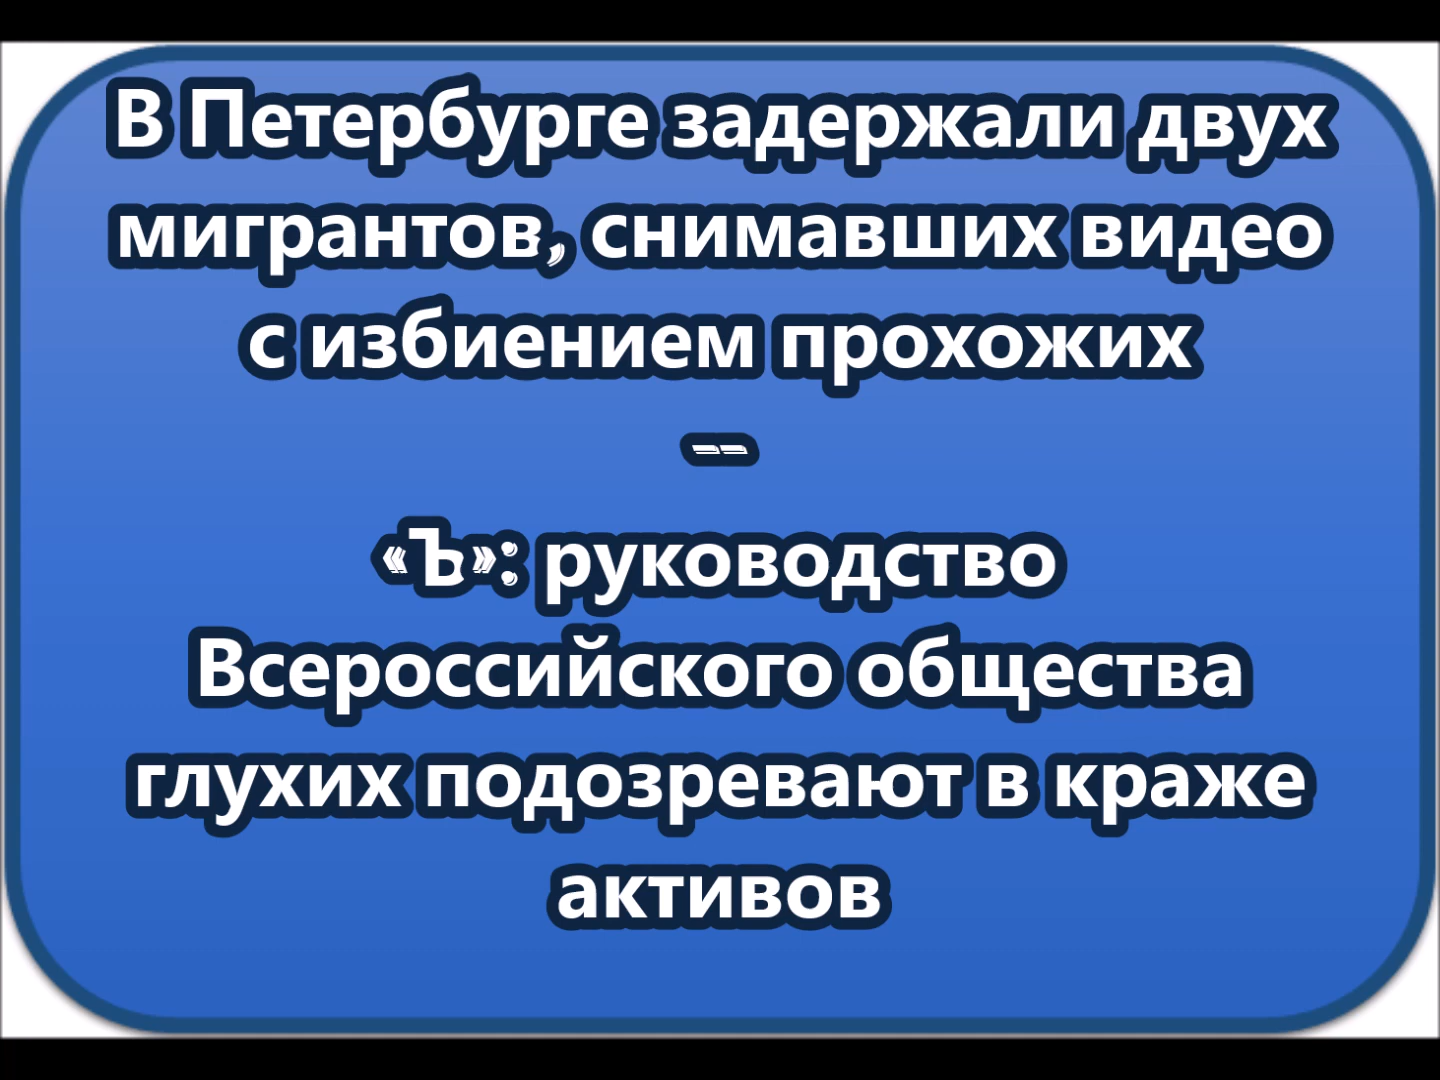 В Петербурге задержали двух
мигрантов, снимавших видео
с избиением прохожих
--
«Ъ»: руководство
Всероссийского общества
глухих подозревают в краже
активов